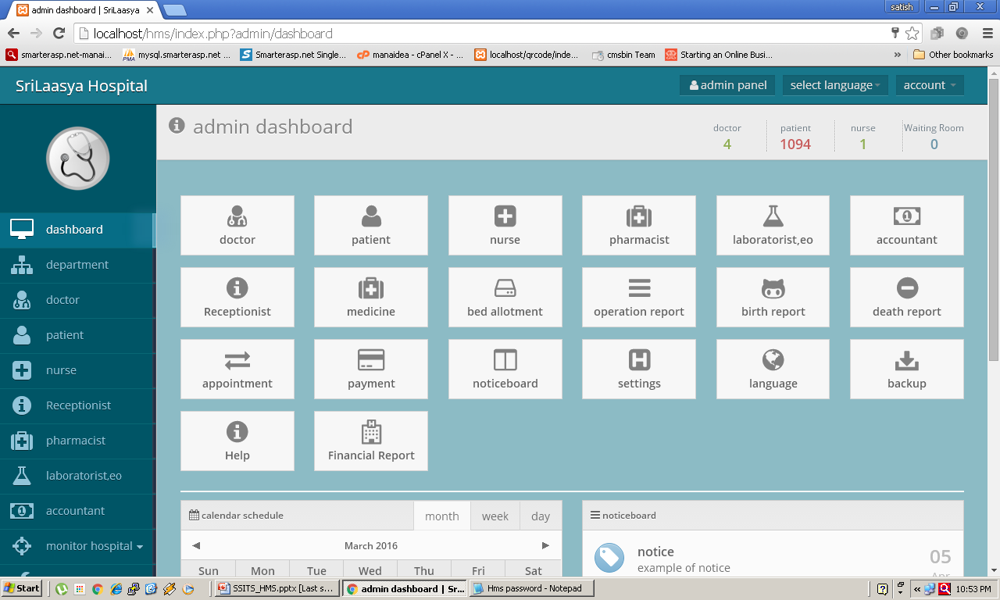 admin dashboard | SriLaasya
satish
localhost/hms/index.php?admin/dashboard
smarterasp.net-manai...
mysql.smarterasp.net ...
Smarterasp.net Single...
manaidea - cPanel X - ...
localhost/qrcode/inde...
cmsbin Team
Starting an Online Busi...
»
Other bookmarks
SriLaasya Hospital
admin panel
select language
account
admin dashboard
doctor patient nurse Waiting Room
4 1094 1 0
dashboard
department
doctor
patient
nurse
Receptionist
pharmacist
laboratorist,eo
accountant
monitor hospital
doctor patient nurse pharmacist laboratorist,eo accountant
Receptionist medicine bed allotment operation report birth report death report
appointment payment noticeboard settings language backup
Help Financial Report
calendar schedule
month week day
March 2016
Sun Mon Tue Wed Thu Fri Sat
noticeboard
notice
example of notice
05
Apr
Start
SSITS_HMS.pptx [Last s...
admin dashboard | Sr...
Hms password - Notepad
10:53 PM